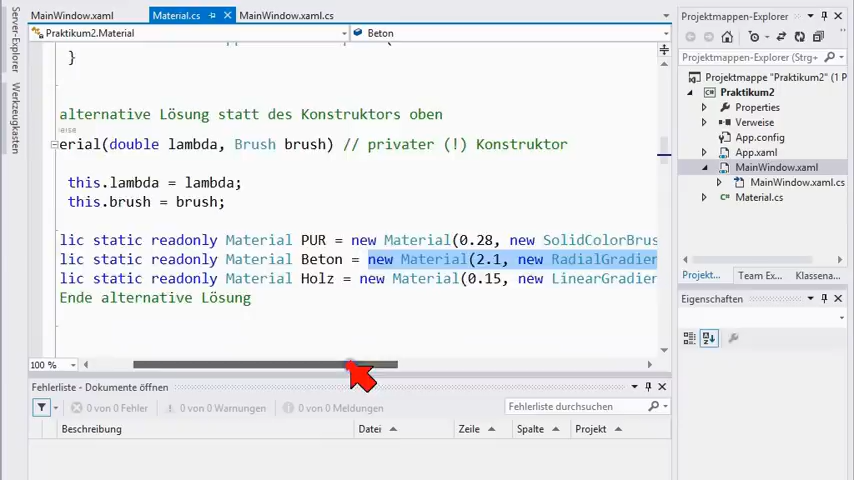 MainWindow.xaml
Material.cs
MainWindow.xaml.cs
Praktikum2.Material
Beton
}
alternative Lösung statt des Konstruktors oben
eise
erial(double lambda, Brush brush) // privater (!) Konstruktor
this.lambda = lambda;
this.brush = brush;
lic static readonly Material PUR = new Material(0.28, new SolidColorBrus
lic static readonly Material Beton = new Material(2.1, new RadialGradien
lic static readonly Material Holz = new Material(0.15, new LinearGradien
Ende alternative Lösung
100 %
Fehlerliste - Dokumente öffnen
0 von 0 Fehler
0 von 0 Warnungen
0 von 0 Meldungen
Fehlerliste durchsuchen
Beschreibung
Datei
Zeile
Spalte
Projekt
Server-Explorer
Werkzeugkasten
Projektmappen-Explorer
Projektmappen-Explorer (Strg+
Projektmappe "Praktikum2"
Praktikum2
Properties
Verweise
App.config
App.xaml
MainWindow.xaml
MainWindow.xaml.cs
Material.cs
Projekt...
Team Ex...
Klassena...
Eigenschaften